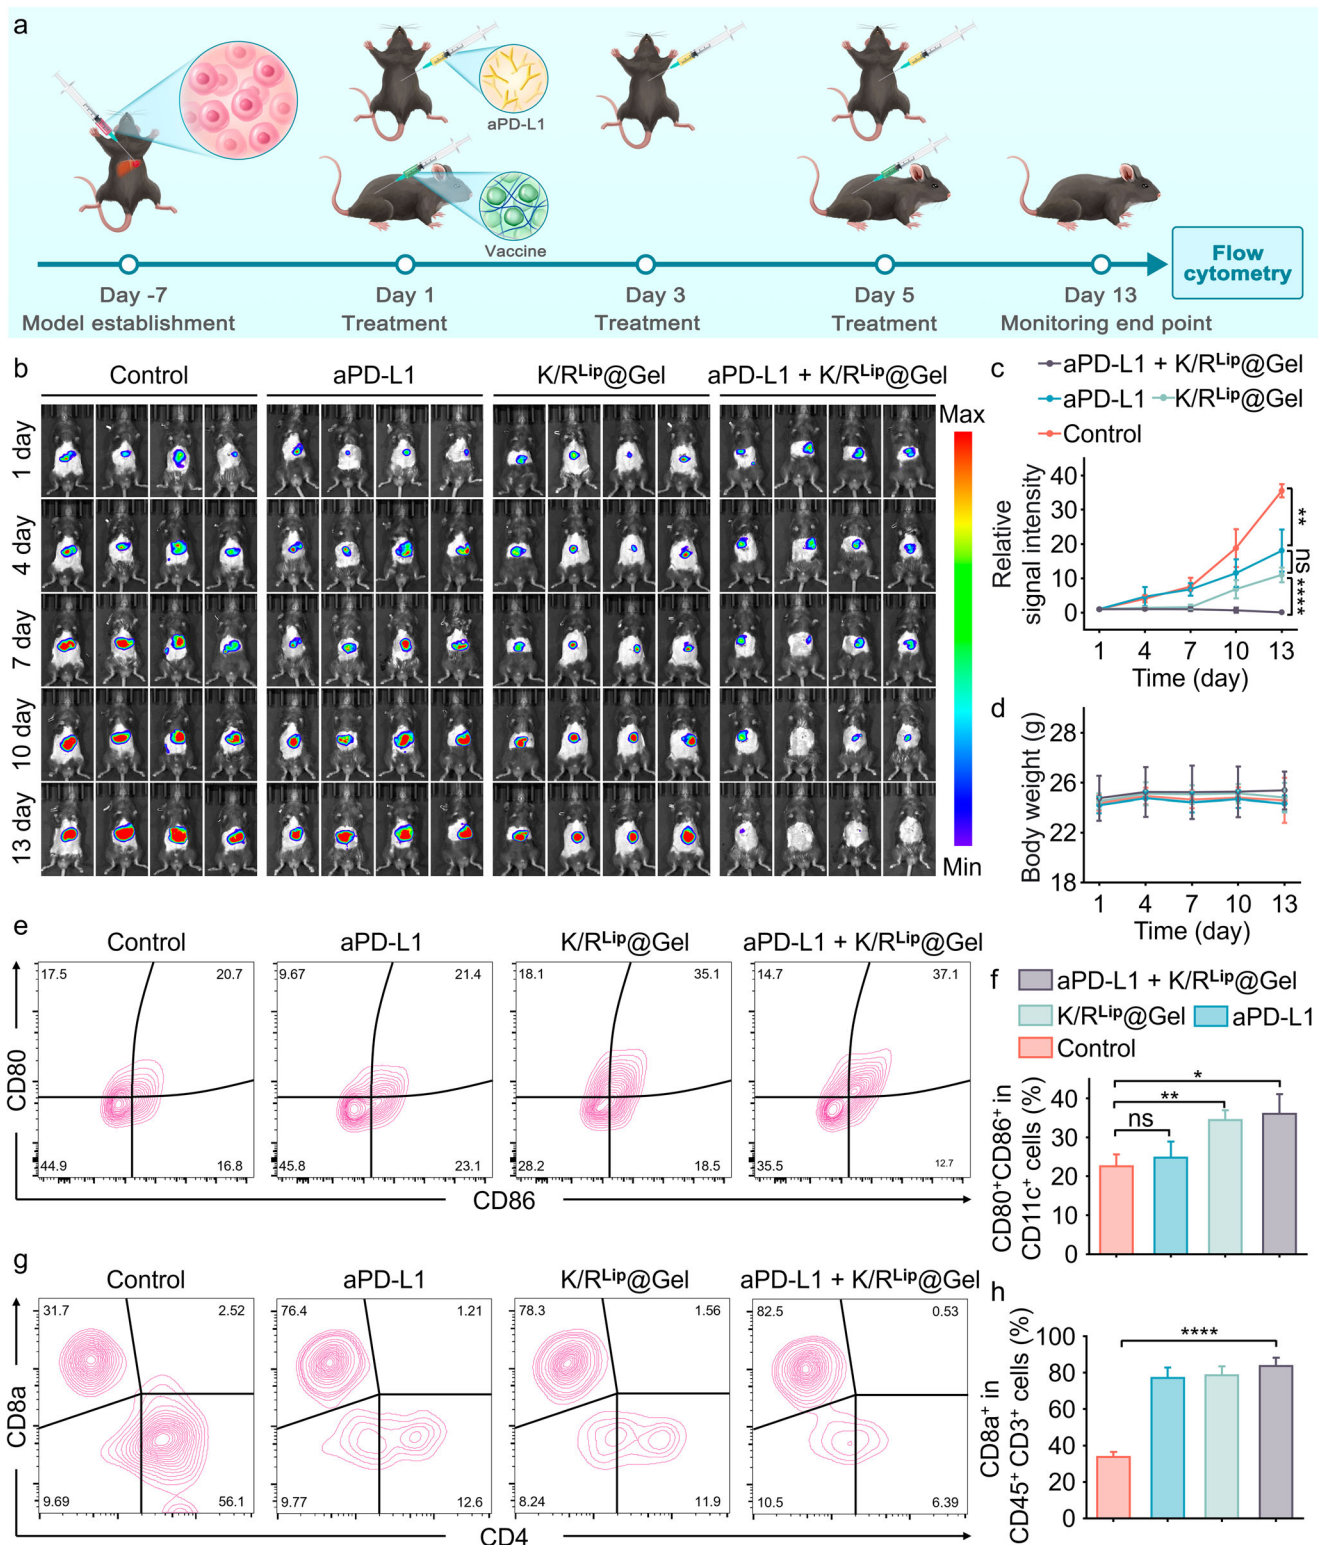 a
aPD-L1
Vaccine
Flow
cytometry
Day -7
Day 1
Day 3
Day 5
Day 13
Model establishment
Treatment
Treatment
Treatment
Monitoring end point
b
Control
aPD-L1
K/RLip@Gel
aPD-L1 + K/RLip@Gel
1 day
4 day
7 day
10 day
13 day
Max
Min
c
aPD-L1 + K/RLip@Gel
aPD-L1
K/RLip@Gel
Control
Relative
signal intensity
40
30
20
10
0
**
ns
****
1 4 7 10 13
Time (day)
d
Body weight (g)
28
26
22
18
1 4 7 10 13
Time (day)
e
Control
aPD-L1
K/RLip@Gel
aPD-L1 + K/RLip@Gel
CD80
17.5 20.7
9.67 21.4
18.1 35.1
14.7 37.1
44.9 16.8
45.8 23.1
28.2 18.5
35.5 12.7
CD86
f
aPD-L1 + K/RLip@Gel
K/RLip@Gel
aPD-L1
Control
CD80+CD86+ in
CD11c+ cells (%)
40
30
20
10
0
*
**
ns
g
Control
aPD-L1
K/RLip@Gel
aPD-L1 + K/RLip@Gel
CD8a
31.7 2.52
76.4 1.21
78.3 1.56
82.5 0.53
9.69 56.1
9.77 12.6
8.24 11.9
10.5 6.39
CD4
h
CD8a+ in
CD45+ CD3+ cells (%)
100
80
60
40
20
0
****